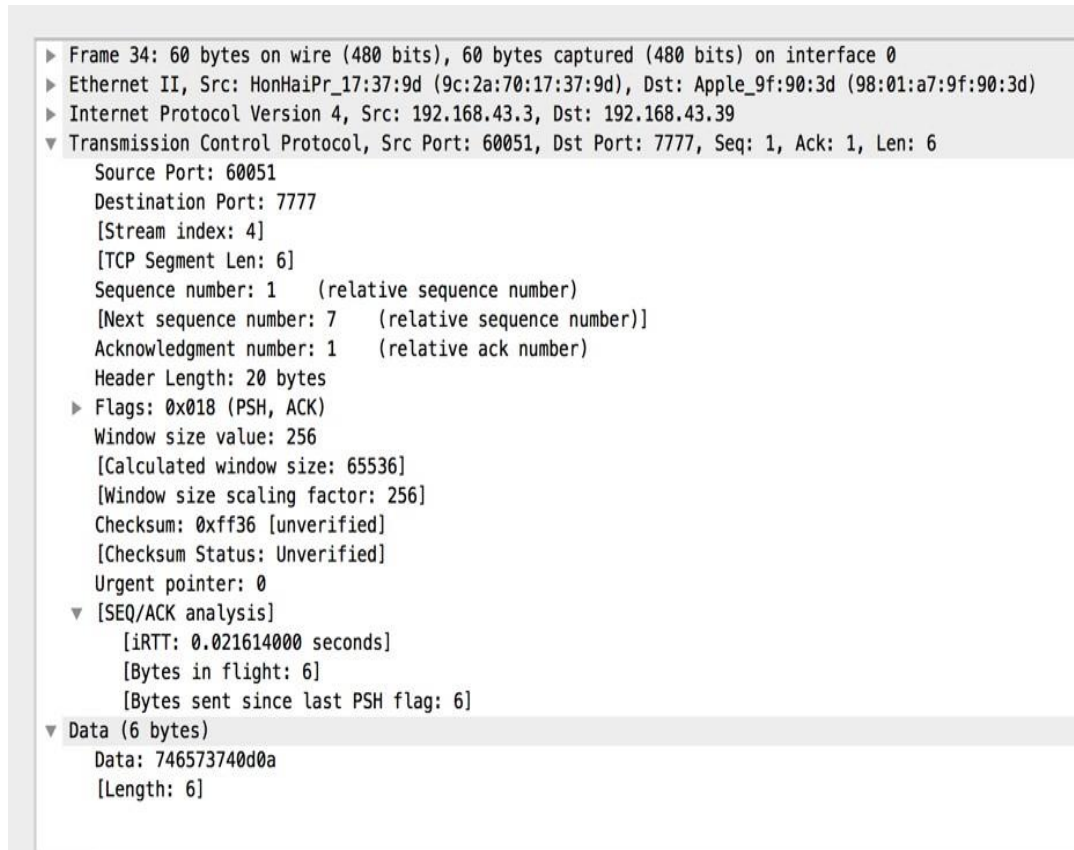 Frame 34: 60 bytes on wire (480 bits), 60 bytes captured (480 bits) on interface 0
Ethernet II, Src: HonHaiPr_17:37:9d (9c:2a:70:17:37:9d), Dst: Apple_9f:90:3d (98:01:a7:9f:90:3d)
Internet Protocol Version 4, Src: 192.168.43.3, Dst: 192.168.43.39
Transmission Control Protocol, Src Port: 60051, Dst Port: 7777, Seq: 1, Ack: 1, Len: 6
Source Port: 60051
Destination Port: 7777
[Stream index: 4]
[TCP Segment Len: 6]
Sequence number: 1    (relative sequence number)
[Next sequence number: 7    (relative sequence number)]
Acknowledgment number: 1    (relative ack number)
Header Length: 20 bytes
Flags: 0x018 (PSH, ACK)
Window size value: 256
[Calculated window size: 65536]
[Window size scaling factor: 256]
Checksum: 0xff36 [unverified]
[Checksum Status: Unverified]
Urgent pointer: 0
[SEQ/ACK analysis]
[iRTT: 0.021614000 seconds]
[Bytes in flight: 6]
[Bytes sent since last PSH flag: 6]
Data (6 bytes)
Data: 746573740d0a
[Length: 6]